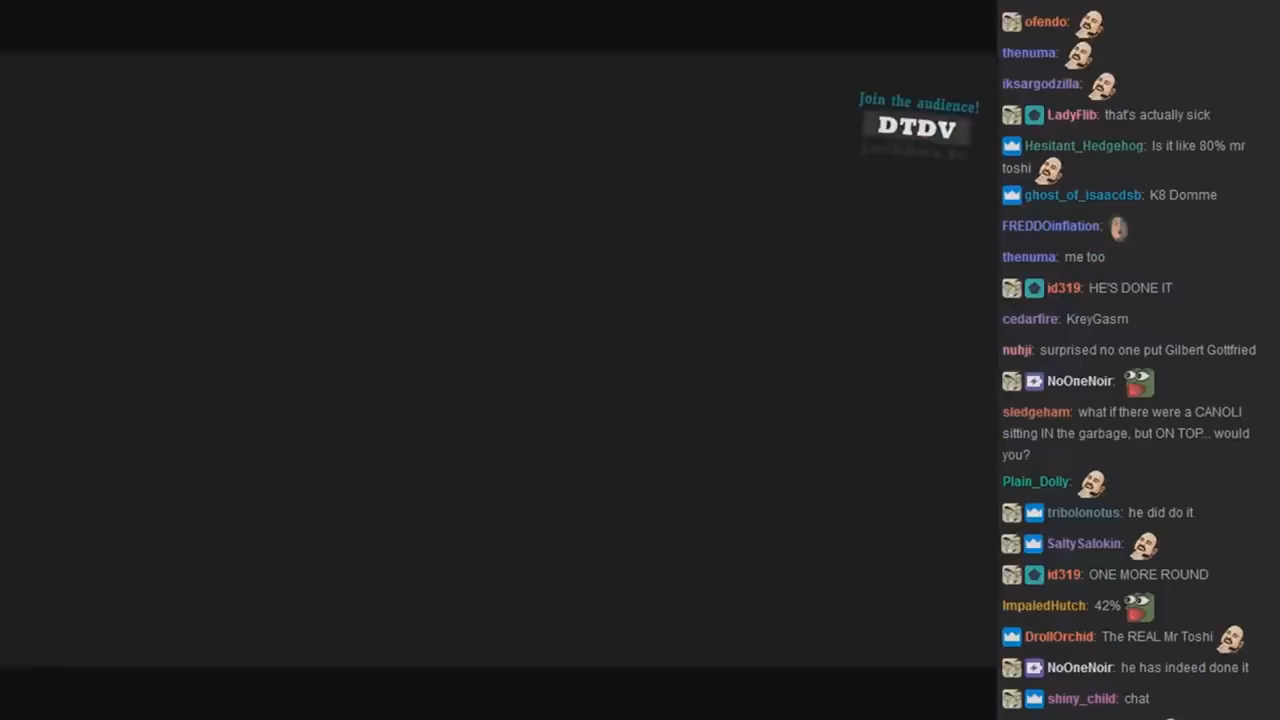 Join the audience!
DTDV
ofendo:
thenuma:
iksargodzilla:
LadyFlib: that's actually sick
Hesitant_Hedgehog: Is it like 80% mr
toshi
ghost_of_isaacdsb: K8 Domme
FREDDOinflation:
thenuma: me too
id319: HE'S DONE IT
cedarfire: KreyGasm
nuhji: surprised no one put Gilbert Gottfried
NoOneNoir:
sledgeham: what if there were a CANOLI
sitting IN the garbage, but ON TOP... would
you?
Plain_Dolly:
tribolonotus: he did do it
SaltySalokin:
id319: ONE MORE ROUND
ImpaledHutch: 42%
DrollOrchid: The REAL Mr Toshi
NoOneNoir: he has indeed done it
shiny_child: chat